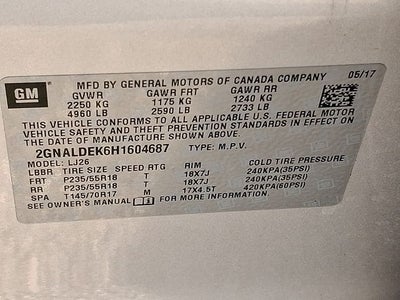 GM
MFD BY GENERAL MOTORS OF CANADA COMPANY 05/17
GVWR GAWR FRT GAWR RR
2250 KG 1175 KG 1240 KG
4960 LB 2590 LB 2733 LB
THIS VEHICLE CONFORMS TO ALL APPLICABLE U.S. FEDERAL MOTOR
VEHICLE SAFETY AND THEFT PREVENTION STANDARDS IN EFFECT ON
THE DATE OF MANUFACTURE SHOWN ABOVE.
2GNALDEK6H1604687 TYPE: M.P.V.
MODEL: LJ26
LBBR TIRE SIZE SPEED RTG RIM COLD TIRE PRESSURE
FRT P235/55R18 T 18X7J 240KPA(35PSI)
RR P235/55R18 T 18X7J 240KPA(35PSI)
SPA T145/70R17 M 17X4.5T 420KPA(60PSI)
SEE OWNER'S MANUAL FOR MORE INFORMATION.